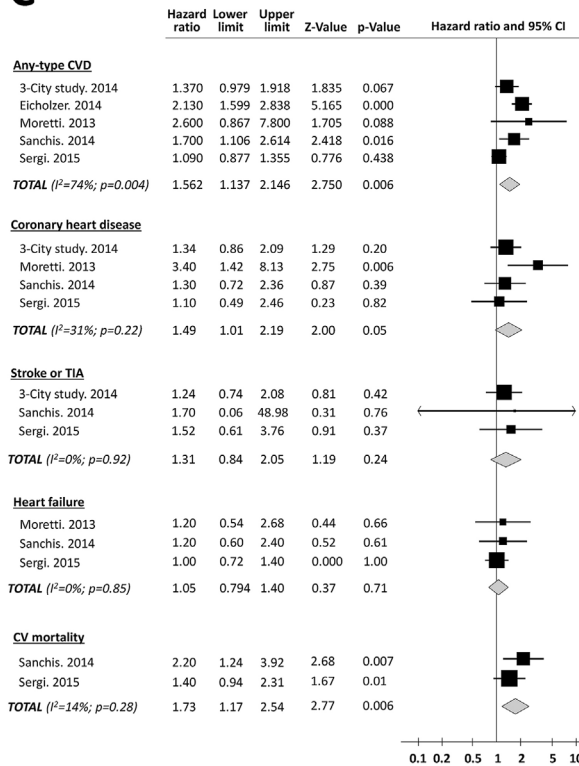 Hazard ratio Lower limit Upper limit Z-Value p-Value Hazard ratio and 95% CI
Any-type CVD
3-City study. 2014 1.370 0.979 1.918 1.835 0.067
Eicholzer. 2014 2.130 1.599 2.838 5.165 0.000
Moretti. 2013 2.600 0.867 7.800 1.705 0.088
Sanchis. 2014 1.700 1.106 2.614 2.418 0.016
Sergi. 2015 1.090 0.877 1.355 0.776 0.438
TOTAL (I²=74%; p=0.004) 1.562 1.137 2.146 2.750 0.006
Coronary heart disease
3-City study. 2014 1.34 0.86 2.09 1.29 0.20
Moretti. 2013 3.40 1.42 8.13 2.75 0.006
Sanchis. 2014 1.30 0.72 2.36 0.87 0.39
Sergi. 2015 1.10 0.49 2.46 0.23 0.82
TOTAL (I²=31%; p=0.22) 1.49 1.01 2.19 2.00 0.05
Stroke or TIA
3-City study. 2014 1.24 0.74 2.08 0.81 0.42
Sanchis. 2014 1.70 0.06 48.98 0.31 0.76
Sergi. 2015 1.52 0.61 3.76 0.91 0.37
TOTAL (I²=0%; p=0.92) 1.31 0.84 2.05 1.19 0.24
Heart failure
Moretti. 2013 1.20 0.54 2.68 0.44 0.66
Sanchis. 2014 1.20 0.60 2.40 0.52 0.61
Sergi. 2015 1.00 0.72 1.40 0.000 1.00
TOTAL (I²=0%; p=0.85) 1.05 0.794 1.40 0.37 0.71
CV mortality
Sanchis. 2014 2.20 1.24 3.92 2.68 0.007
Sergi. 2015 1.40 0.94 2.31 1.67 0.01
TOTAL (I²=14%; p=0.28) 1.73 1.17 2.54 2.77 0.006
0.1 0.2 0.5 1 2 5 10